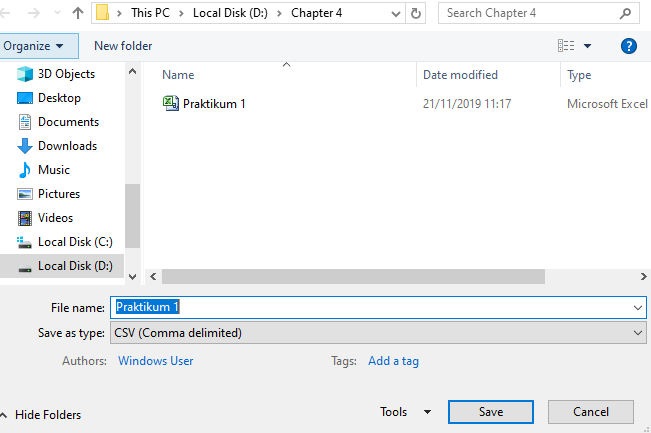 This PC > Local Disk (D:) > Chapter 4
Search Chapter 4
Organize
New folder
3D Objects
Desktop
Documents
Downloads
Music
Pictures
Videos
Local Disk (C:)
Local Disk (D:)
Name Date modified Type
Praktikum 1 21/11/2019 11:17 Microsoft Excel
File name: Praktikum 1
Save as type: CSV (Comma delimited)
Authors: Windows User Tags: Add a tag
Hide Folders Tools Save Cancel